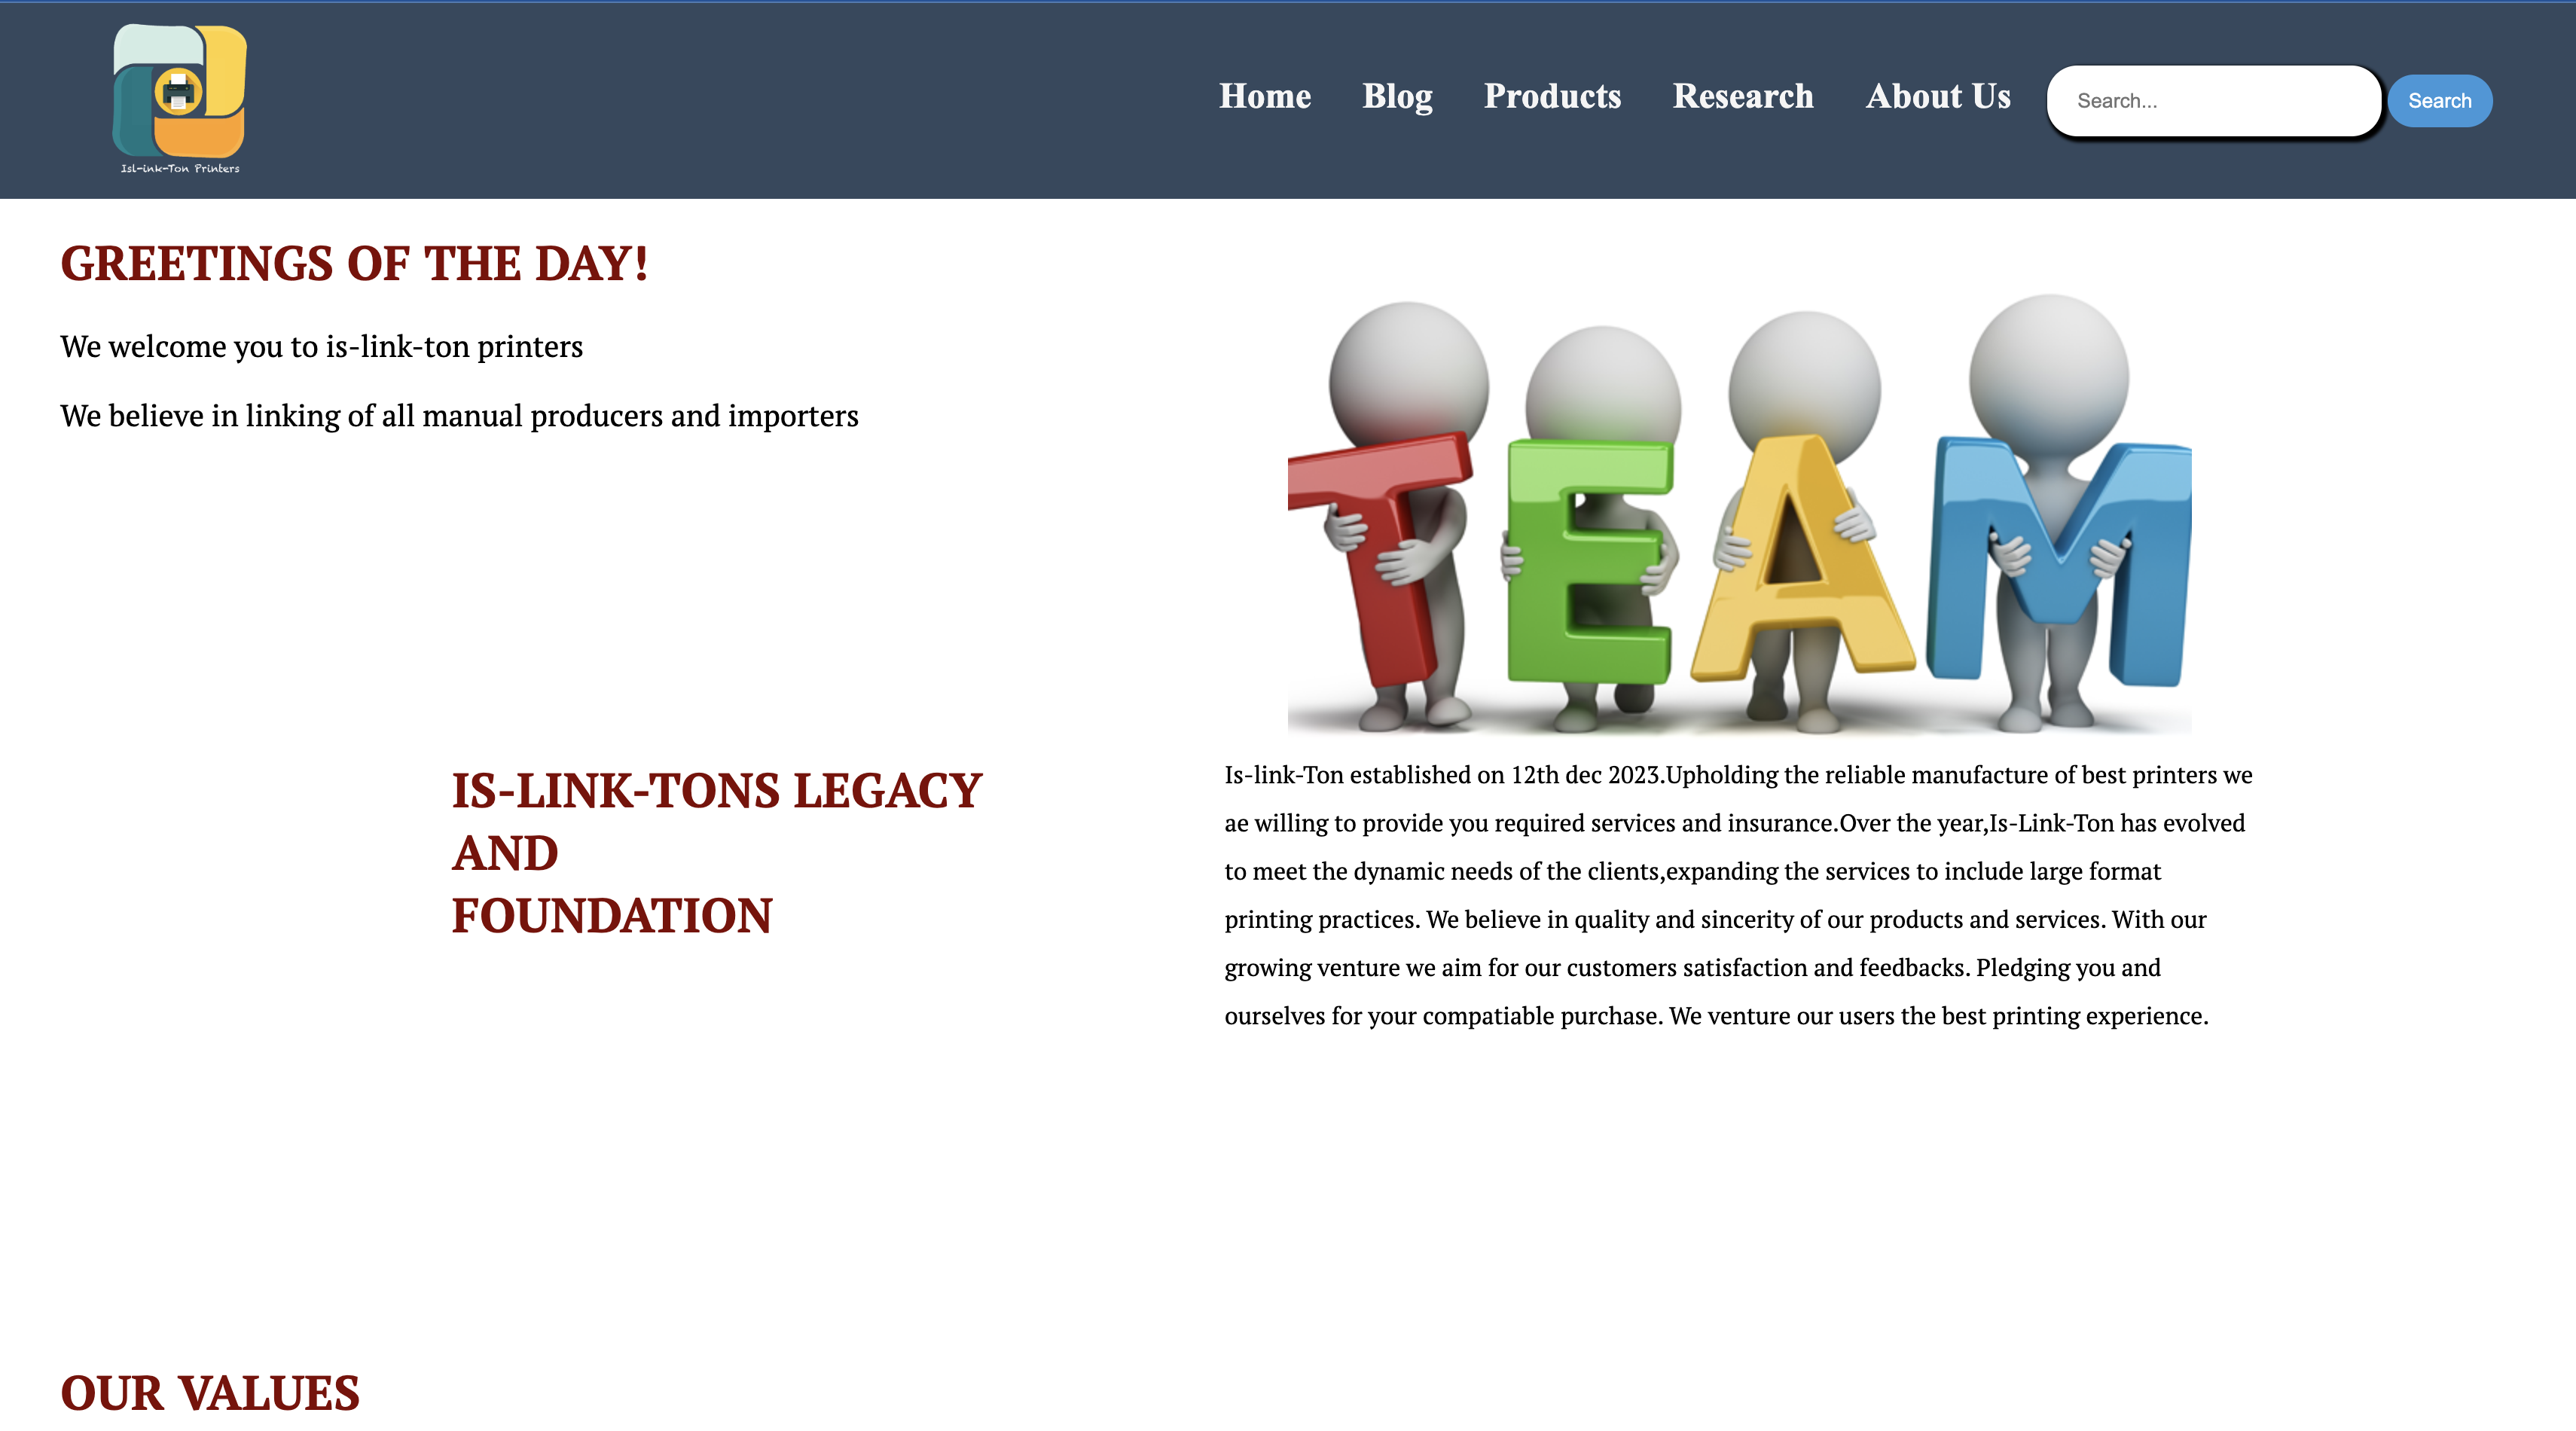 Isl-ink-Ton Printers
Home Blog Products Research About Us Search... Search
GREETINGS OF THE DAY!
We welcome you to is-link-ton printers
We believe in linking of all manual producers and importers
TEAM
IS-LINK-TONS LEGACY
AND
FOUNDATION
Is-link-Ton established on 12th dec 2023.Upholding the reliable manufacture of best printers we
ae willing to provide you required services and insurance.Over the year,Is-Link-Ton has evolved
to meet the dynamic needs of the clients,expanding the services to include large format
printing practices. We believe in quality and sincerity of our products and services. With our
growing venture we aim for our customers satisfaction and feedbacks. Pledging you and
ourselves for your compatiable purchase. We venture our users the best printing experience.
OUR VALUES